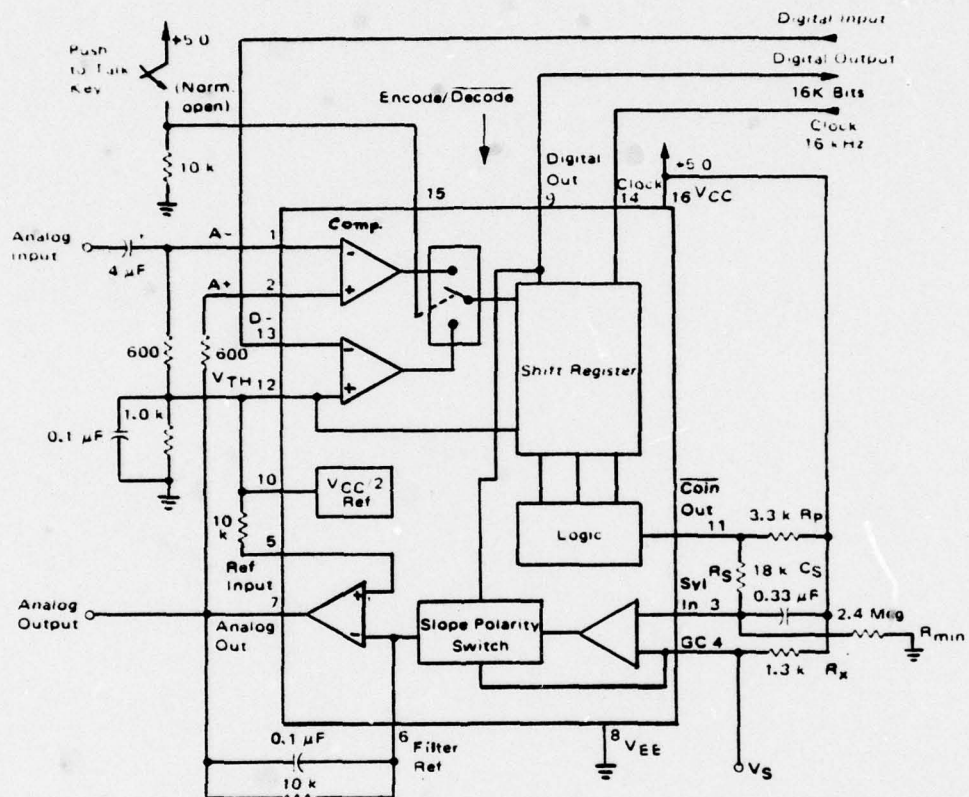 Digital Input
+5.0
Push
to Talk
Key
(Norm.
open)
Digital Output
16K Bits
Encode/Decode
Clock
16 kHz
10 k
Digital
Out
9
Clock
14
+5.0
16 VCC
15
Analog
Input
4 µF
A-
1
Comp.
-
+
A+
2
D-
13
-
+
600
600
VTH 12
Shift Register
1.0 k
0.1 µF
10
VCC/2
Ref
10
k
5
Ref
Input
Coin
Out
11
3.3 k Rp
Logic
RS
18 k CS
Syl
In 3
0.33 µF
2.4 Meg
Rmin
Analog
Output
7
Analog
Out
+
-
Slope Polarity
Switch
GC 4
1.3 k Rx
0.1 µF
6
Filter
Ref
8
VEE
VS
10 k